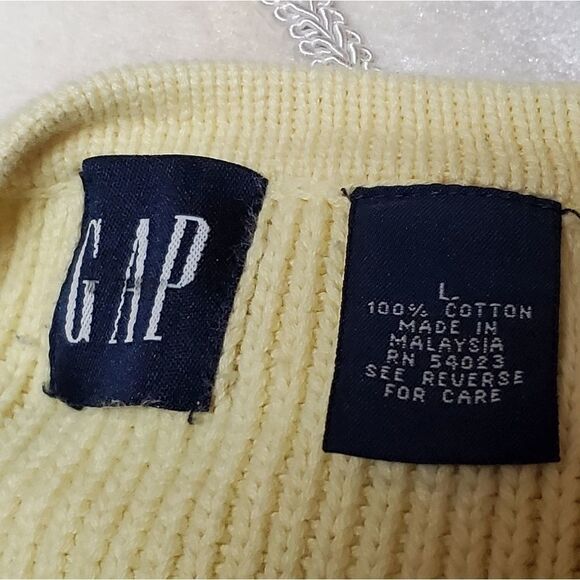 GAP
L
100% COTTON
MADE IN
MALAYSIA
RN 54023
SEE REVERSE
FOR CARE